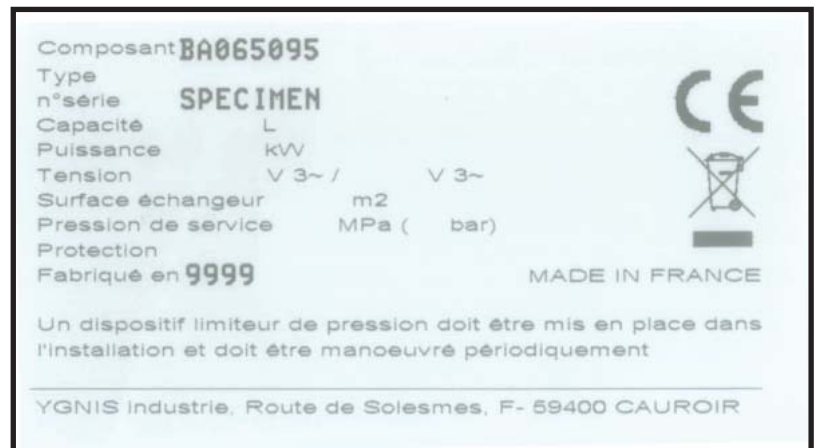 Composant BA065095
Type
n°série SPECIMEN
Capacité L
Puissance kW
Tension V 3~ / V 3~
Surface échangeur m2
Pression de service MPa ( bar)
Protection
Fabriqué en 9999 MADE IN FRANCE
CE
Un dispositif limiteur de pression doit être mis en place dans
l'installation et doit être manoeuvré périodiquement
YGNIS industrie, Route de Solesmes, F- 59400 CAUROIR